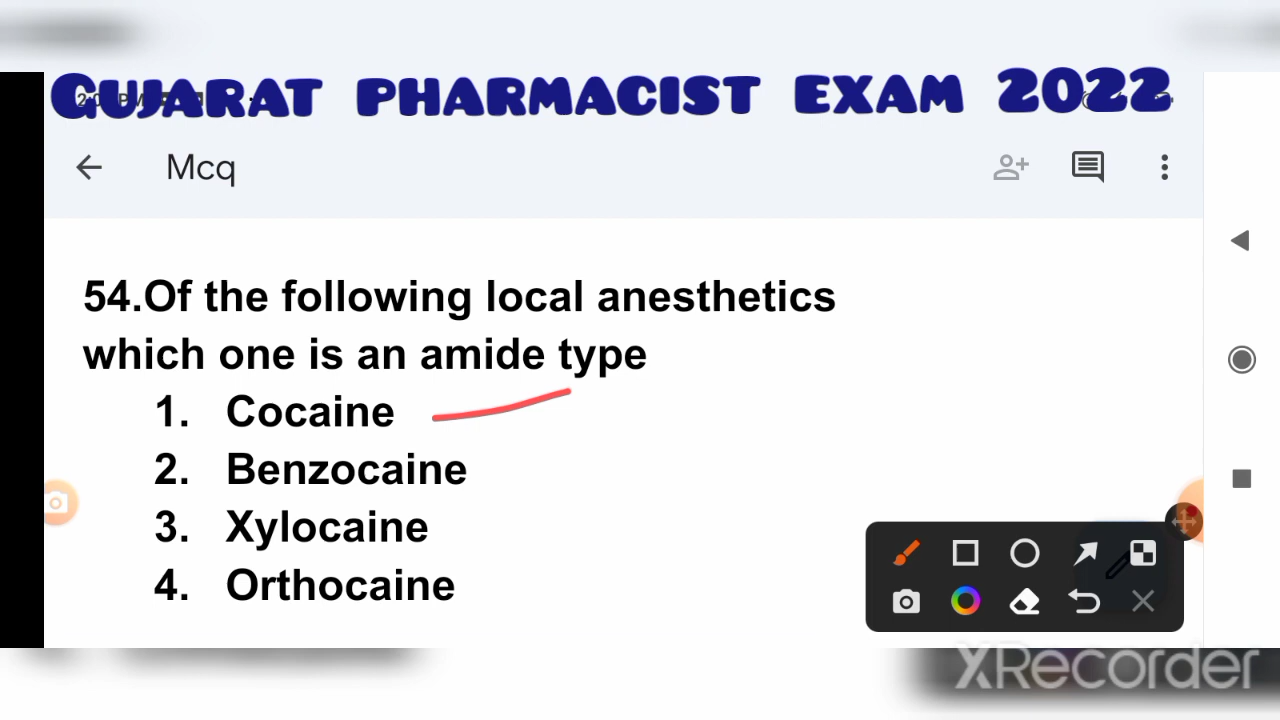 GUJARAT PHARMACIST EXAM 2022
Mcq
54.Of the following local anesthetics
which one is an amide type
1. Cocaine
2. Benzocaine
3. Xylocaine
4. Orthocaine
XRecorder